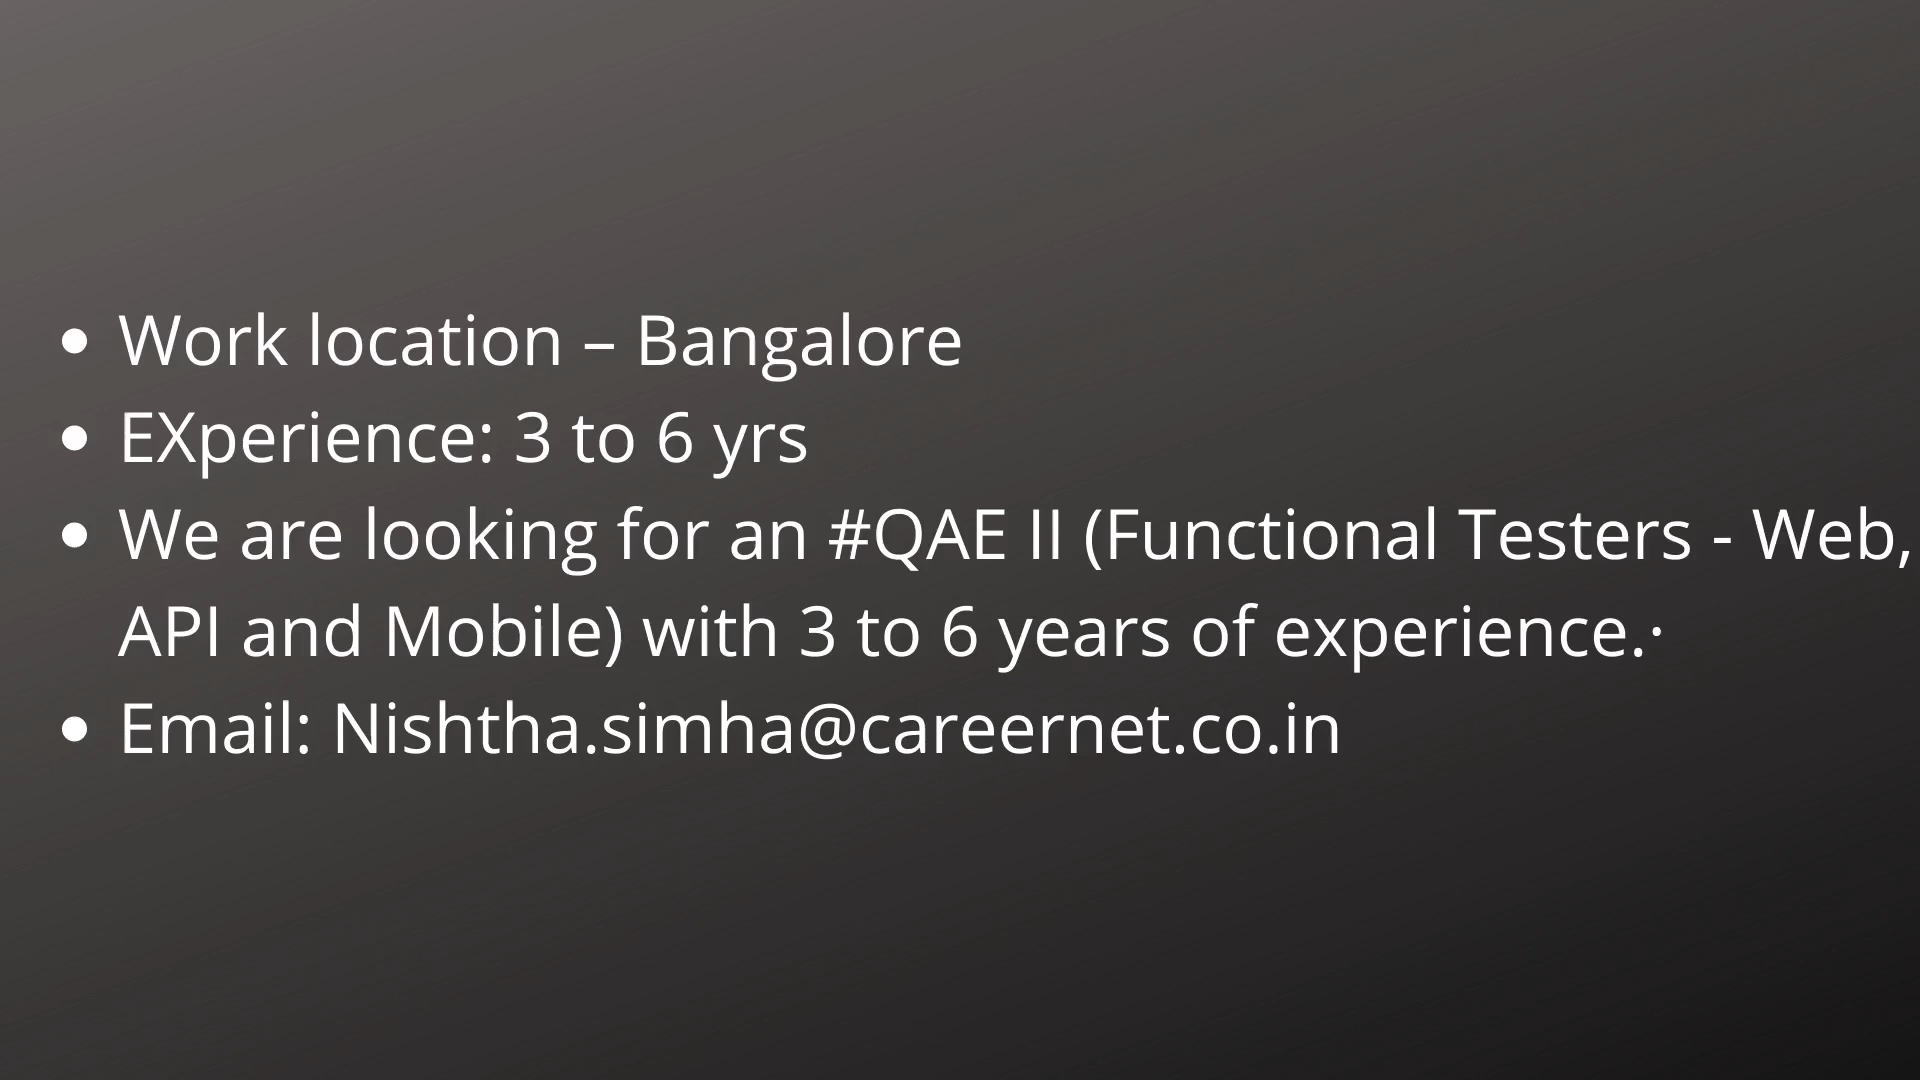 • Work location – Bangalore
• EXperience: 3 to 6 yrs
• We are looking for an #QAE II (Functional Testers - Web,
API and Mobile) with 3 to 6 years of experience.·
• Email: Nishtha.simha@careernet.co.in